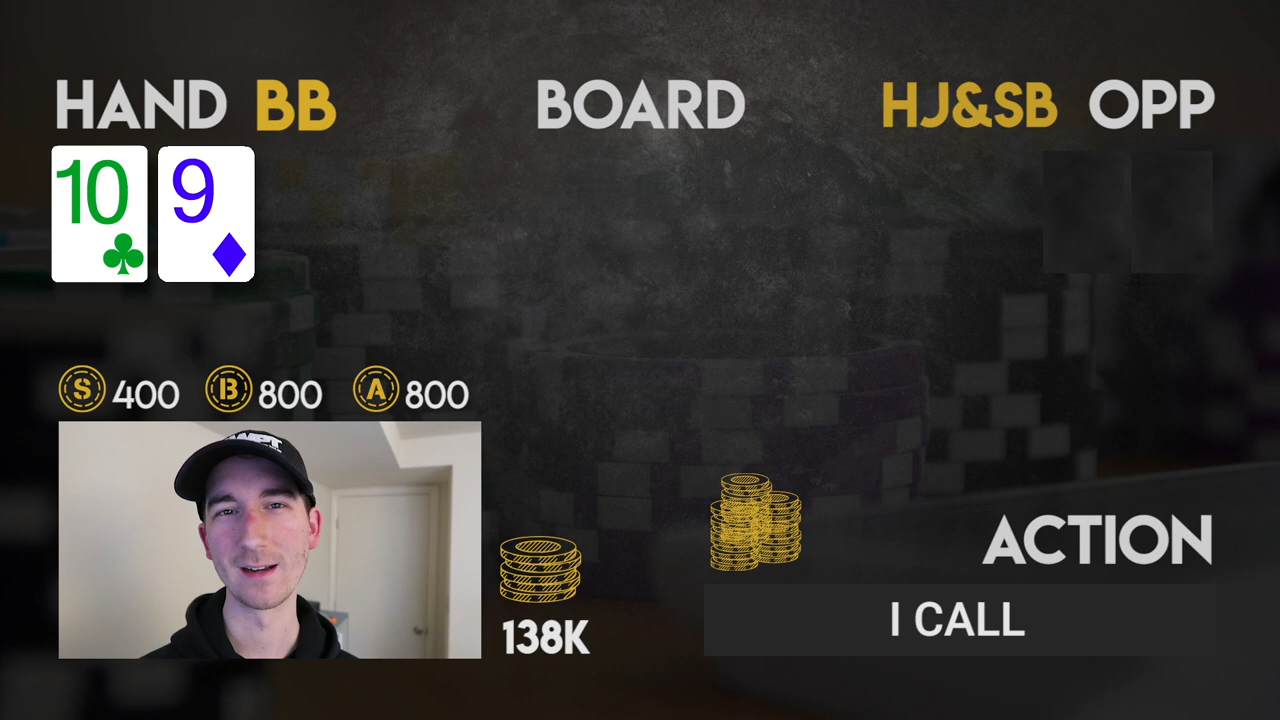 HAND BB
BOARD
HJ&SB OPP
10 9
S 400 B 800 A 800
138K
ACTION
I CALL